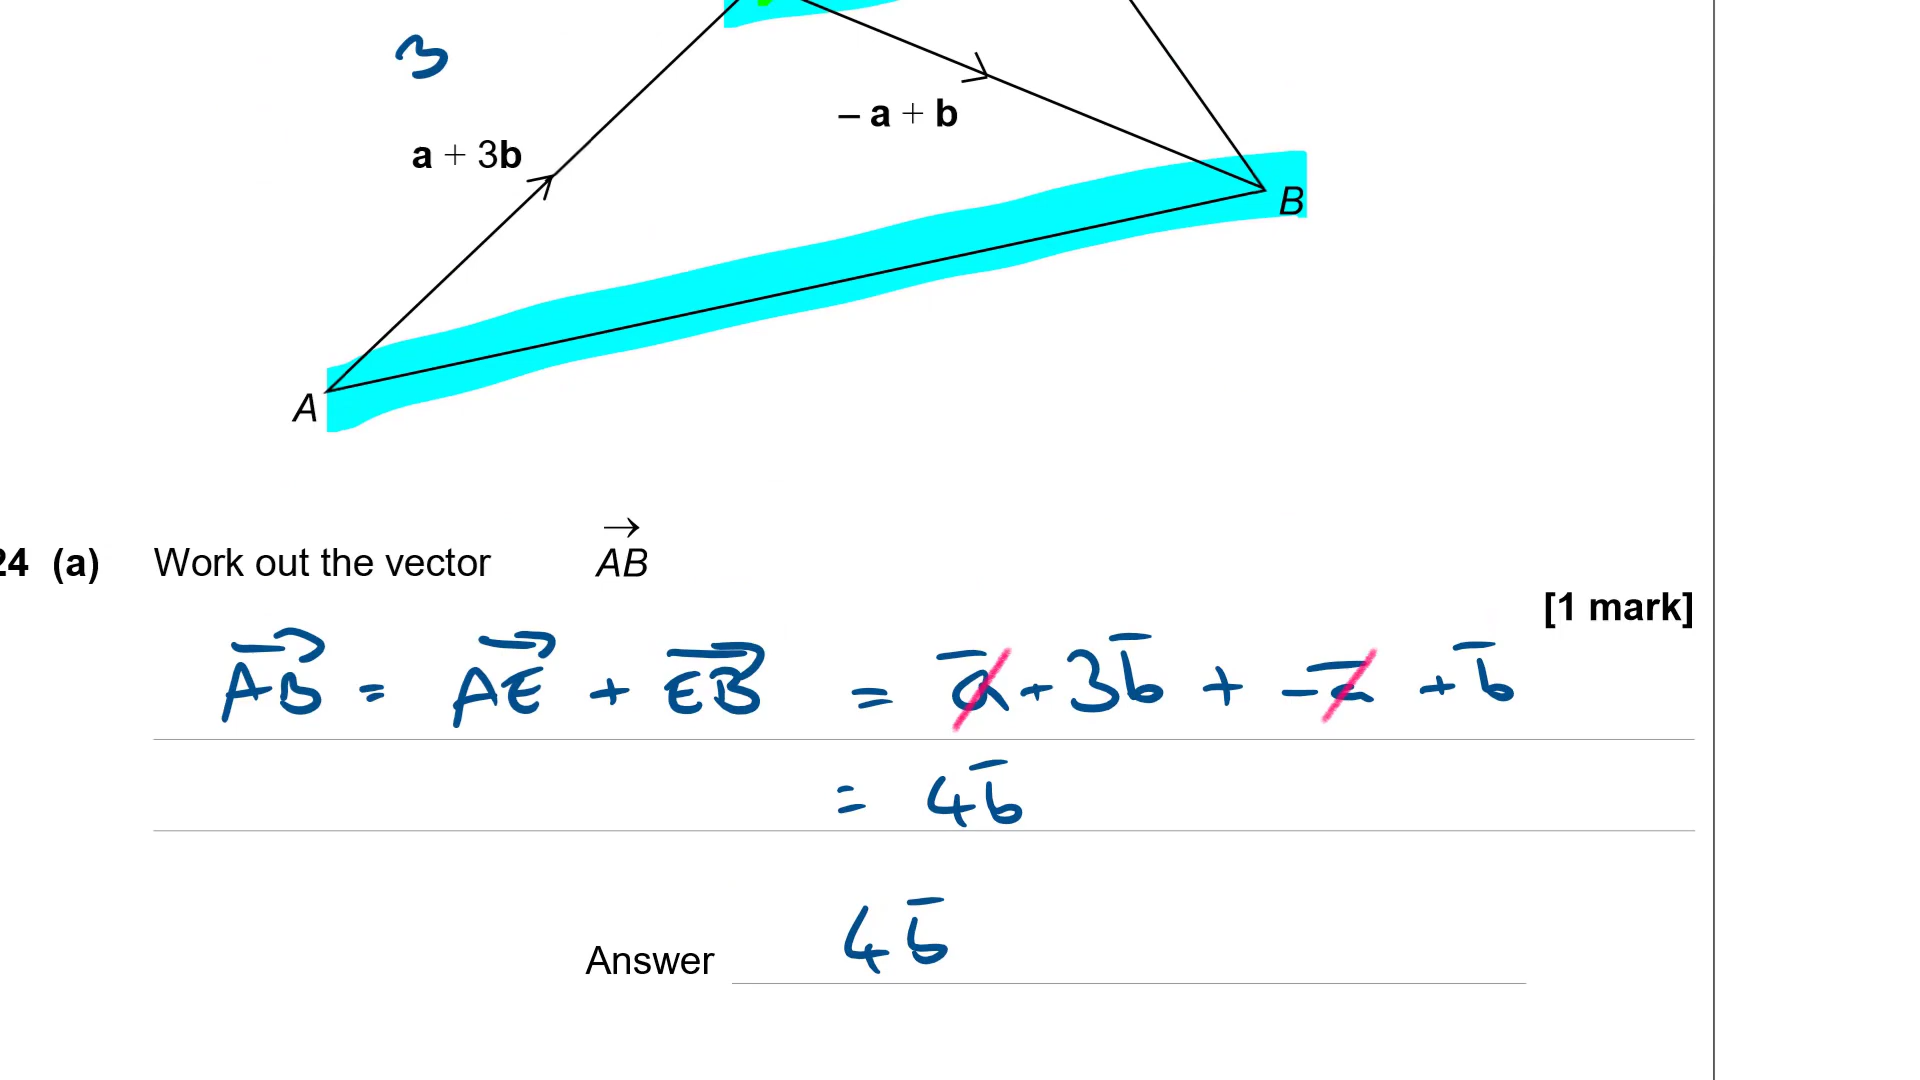 3
– a + b
a + 3b
B
A
24 (a) Work out the vector →AB
[1 mark]
→AB = →AE + →EB = a̅ + 3b̅ + -a̅ + b̅
= 4b̅
Answer 4b̅